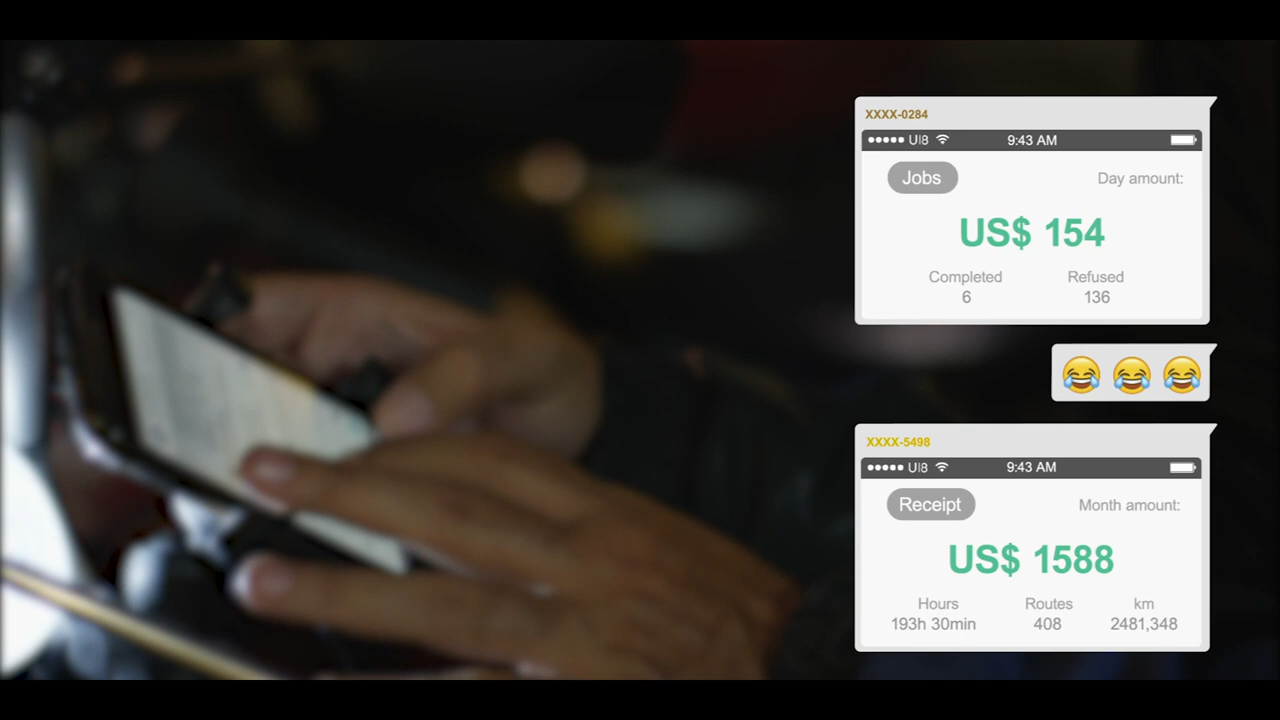 XXXX-0284
UI8 9:43 AM
Jobs Day amount:
US$ 154
Completed Refused
6 136
XXXX-5498
UI8 9:43 AM
Receipt Month amount:
US$ 1588
Hours Routes km
193h 30min 408 2481,348